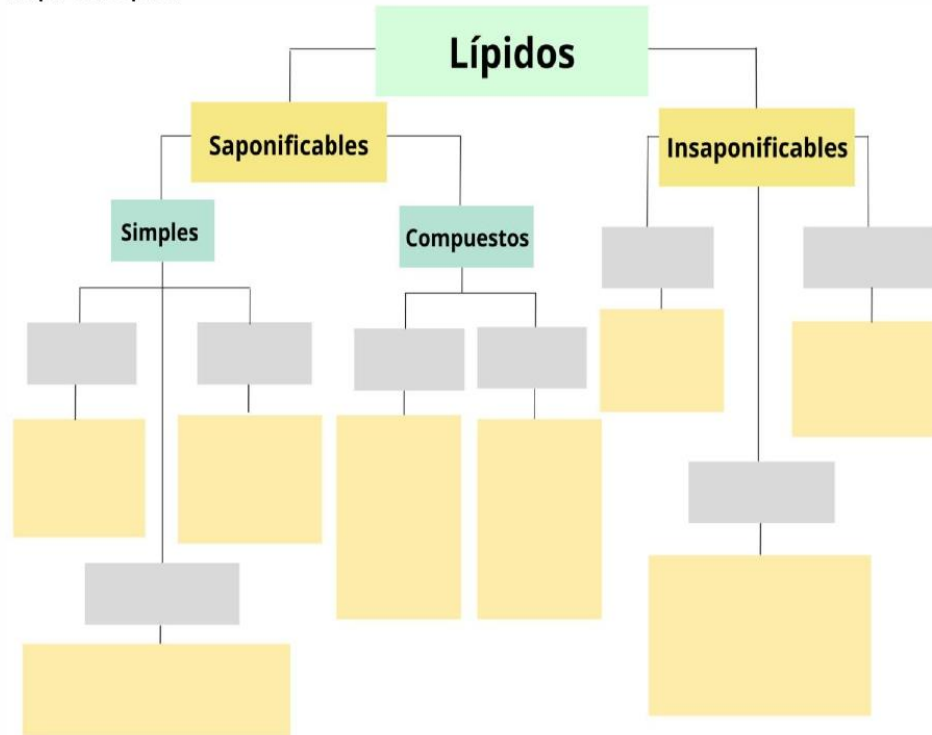 Lípidos
Saponificables
Insaponificables
Simples
Compuestos